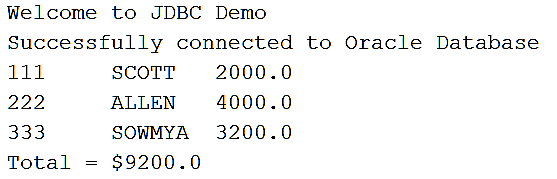 Welcome to JDBC Demo
Successfully connected to Oracle Database
111 SCOTT 2000.0
222 ALLEN 4000.0
333 SOWMYA 3200.0
Total = $9200.0